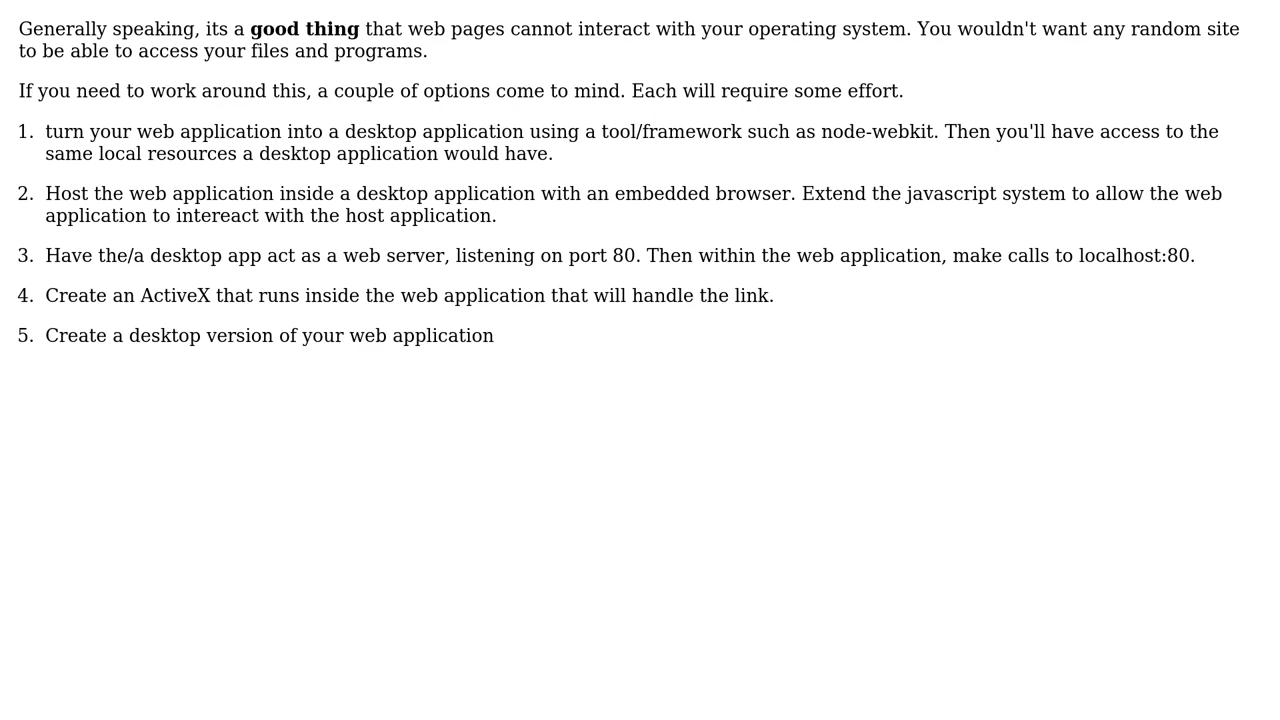 Generally speaking, its a good thing that web pages cannot interact with your operating system. You wouldn't want any random site
to be able to access your files and programs.
If you need to work around this, a couple of options come to mind. Each will require some effort.
1. turn your web application into a desktop application using a tool/framework such as node-webkit. Then you'll have access to the
same local resources a desktop application would have.
2. Host the web application inside a desktop application with an embedded browser. Extend the javascript system to allow the web
application to intereact with the host application.
3. Have the/a desktop app act as a web server, listening on port 80. Then within the web application, make calls to localhost:80.
4. Create an ActiveX that runs inside the web application that will handle the link.
5. Create a desktop version of your web application